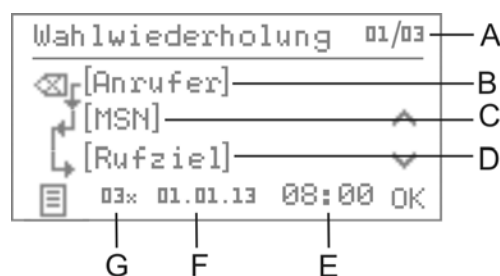 Wahlwiederholung 01/03 A
[Anrufer] B
[MSN] C
[Rufziel] D
03x 01.01.13 08:00 OK
G F E